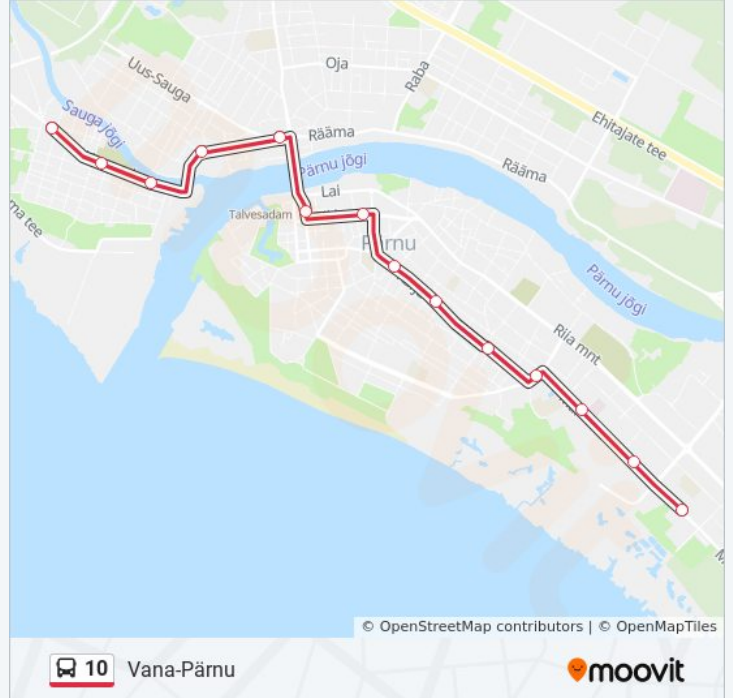 Oja
Uus-Sauga
Raba
Sauga jõgi
Ehitajate tee
Rääma
Pärnu jõgi
Rääma
Lai
Talvesadam
Pärnu
Pärnu jõgi
Riia mnt
© OpenStreetMap contributors | © OpenMapTiles
10 Vana-Pärnu
moovit